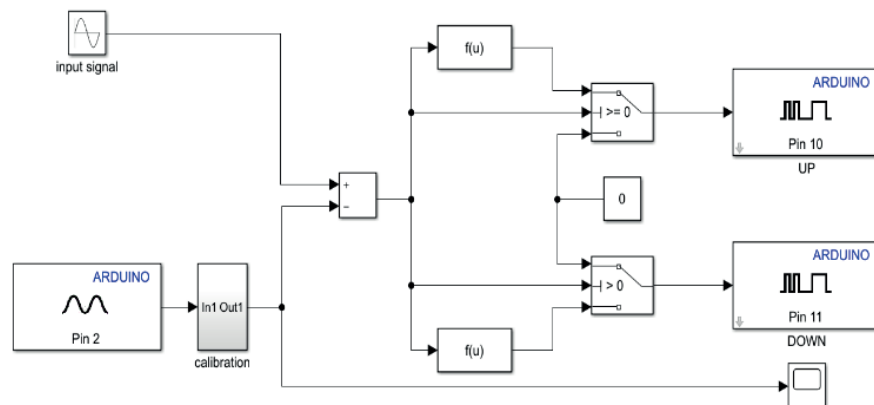 input signal
f(u)
ARDUINO
>= 0
Pin 10
UP
+
−
0
ARDUINO
ARDUINO
> 0
In1 Out1
Pin 2
Pin 11
calibration
f(u)
DOWN